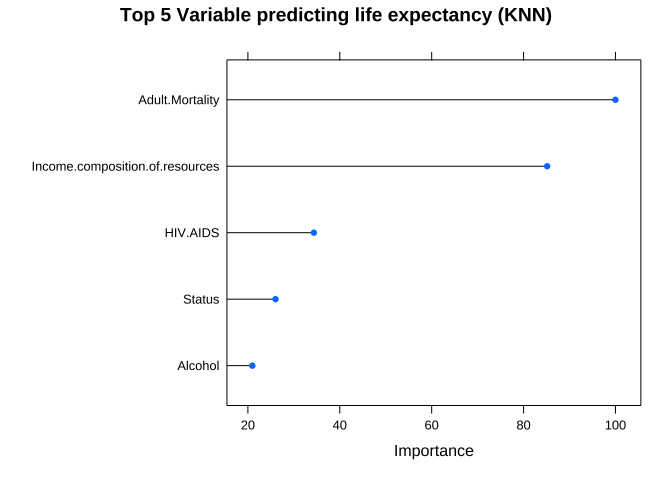 Top 5 Variable predicting life expectancy (KNN)
Adult.Mortality
Income.composition.of.resources
HIV.AIDS
Status
Alcohol
20 40 60 80 100
Importance